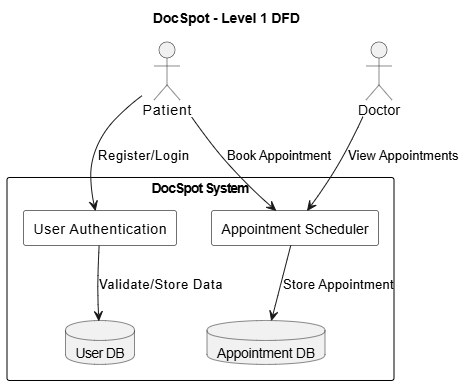 DocSpot - Level 1 DFD
Patient
Doctor
Register/Login
Book Appointment
View Appointments
DocSpot System
User Authentication
Appointment Scheduler
Validate/Store Data
Store Appointment
User DB
Appointment DB